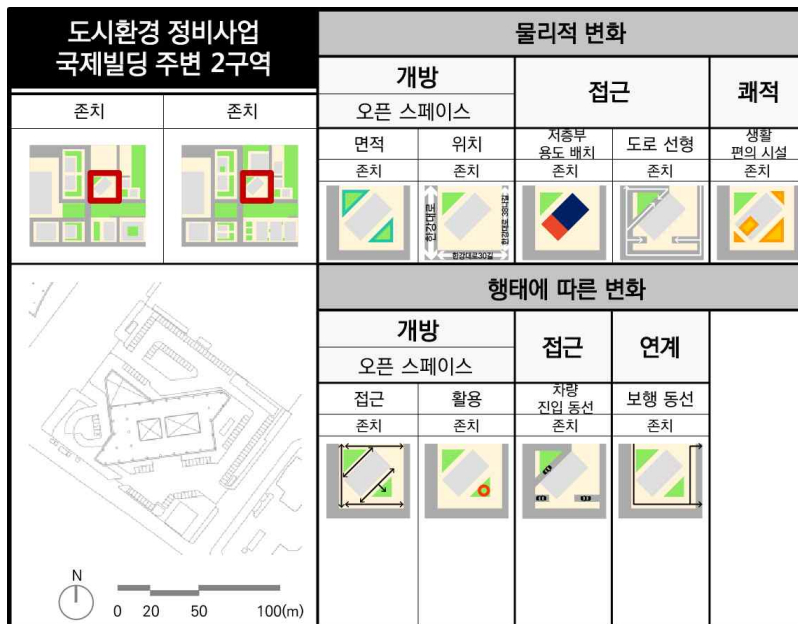 도시환경 정비사업
국제빌딩 주변 2구역
존치 존치
물리적 변화
개방 접근 쾌적
오픈 스페이스
면적 위치 저층부 용도 배치 도로 선형 생활 편의 시설
존치 존치 존치 존치 존치
한강대로
한강대로30길
행태에 따른 변화
개방 접근 연계
오픈 스페이스
접근 활용 차량 진입 동선 보행 동선
존치 존치 존치 존치
N
0 20 50 100(m)